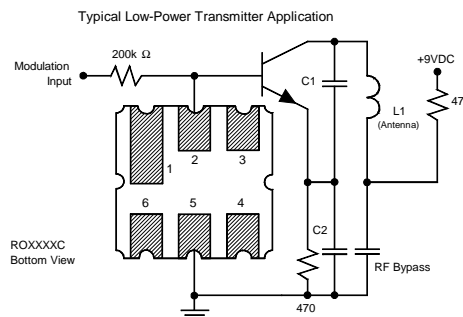 Typical Low-Power Transmitter Application
200k Ω
Modulation
Input
C1
+9VDC
47
L1
(Antenna)
1
2
3
6
5
4
ROXXXXC
Bottom View
C2
RF Bypass
470